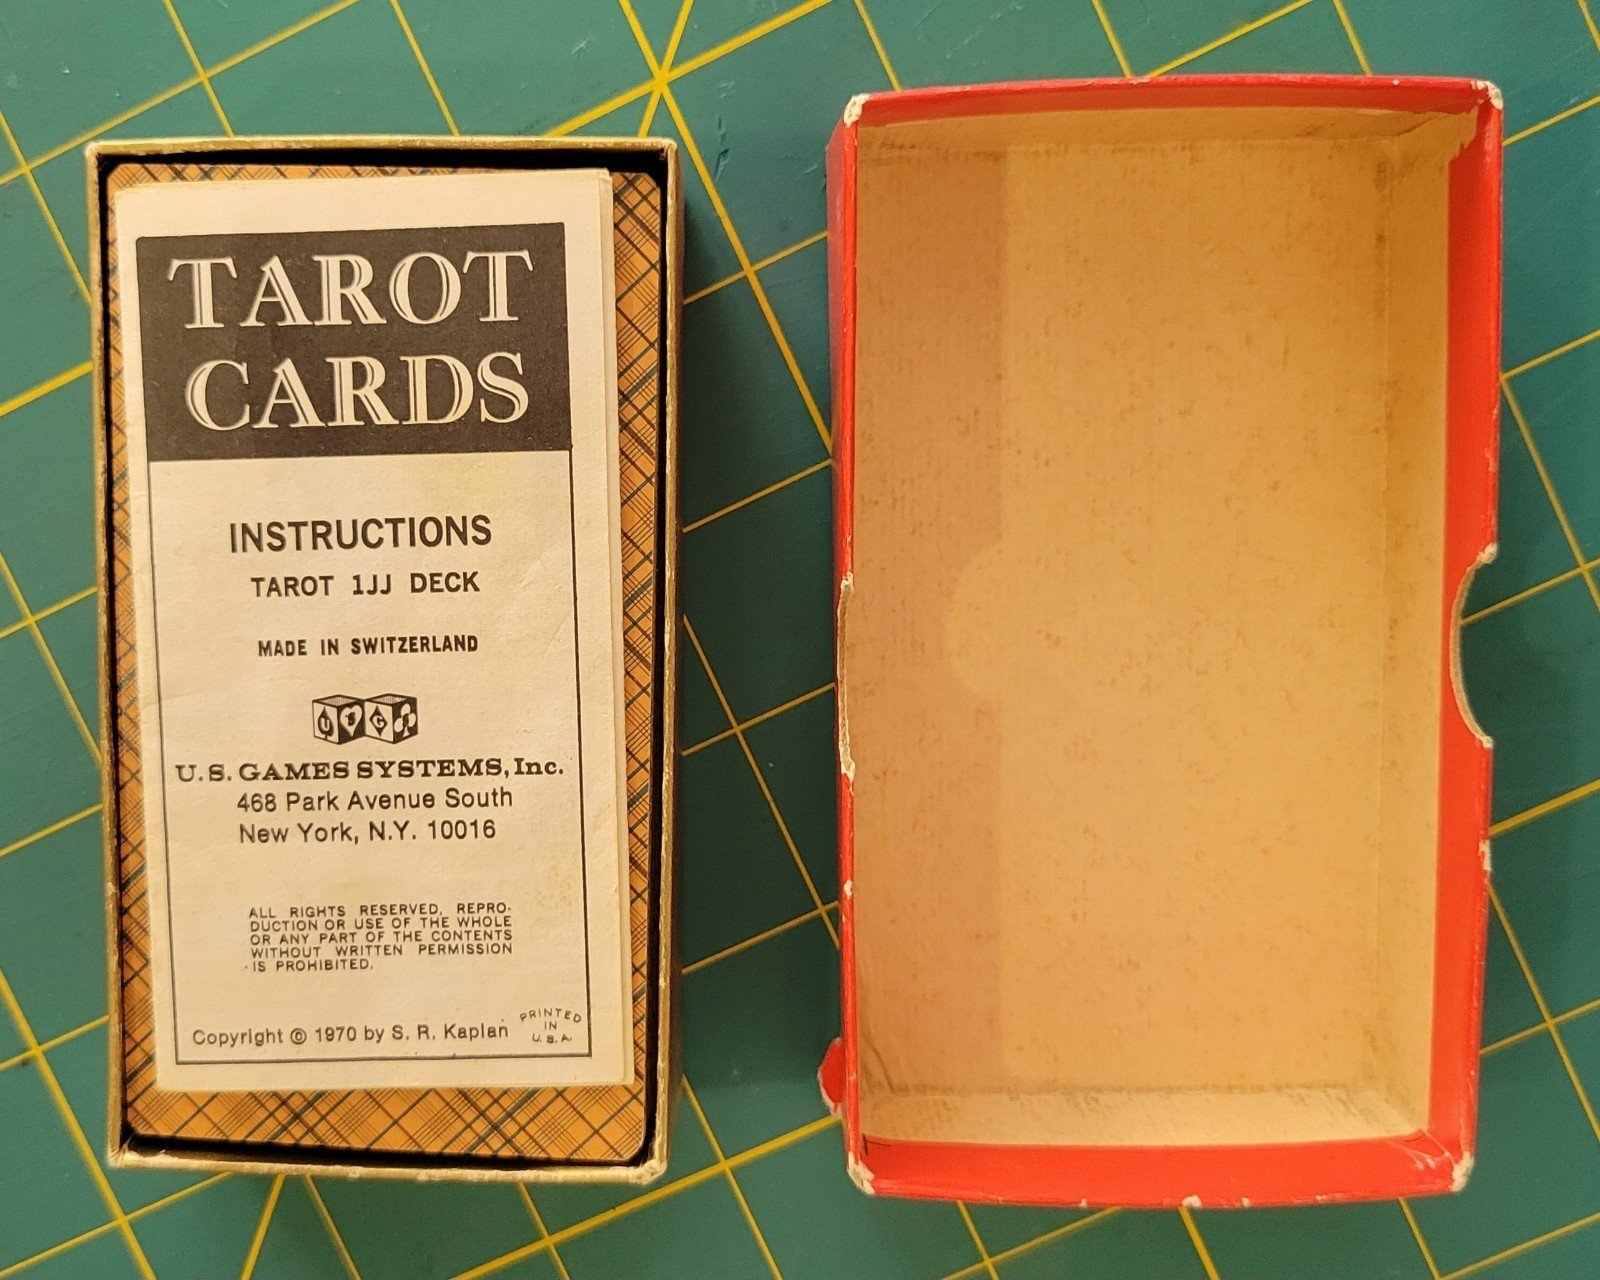 TAROT
CARDS
INSTRUCTIONS
TAROT 1JJ DECK
MADE IN SWITZERLAND
U G
U.S. GAMES SYSTEMS, Inc.
468 Park Avenue South
New York, N.Y. 10016
ALL RIGHTS RESERVED, REPRO-
DUCTION OR USE OF THE WHOLE
OR ANY PART OF THE CONTENTS
WITHOUT WRITTEN PERMISSION
IS PROHIBITED.
Copyright © 1970 by S. R. Kaplan
PRINTED
IN
U.S.A.